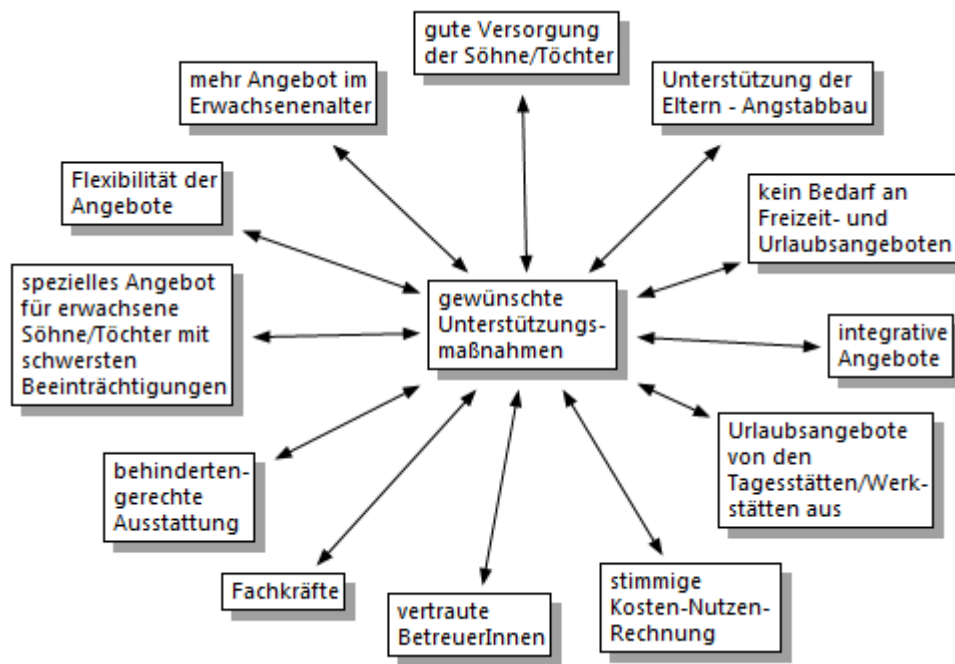 gute Versorgung
der Söhne/Töchter
mehr Angebot im
Erwachsenenalter
Unterstützung der
Eltern - Angstabbau
Flexibilität der
Angebote
kein Bedarf an
Freizeit- und
Urlaubsangeboten
spezielles Angebot
für erwachsene
Söhne/Töchter mit
schwersten
Beeinträchtigungen
gewünschte
Unterstützungs-
maßnahmen
integrative
Angebote
Urlaubsangebote
von den
Tagesstätten/Werk-
stätten aus
behinderten-
gerechte
Ausstattung
Fachkräfte
vertraute
BetreuerInnen
stimmige
Kosten-Nutzen-
Rechnung